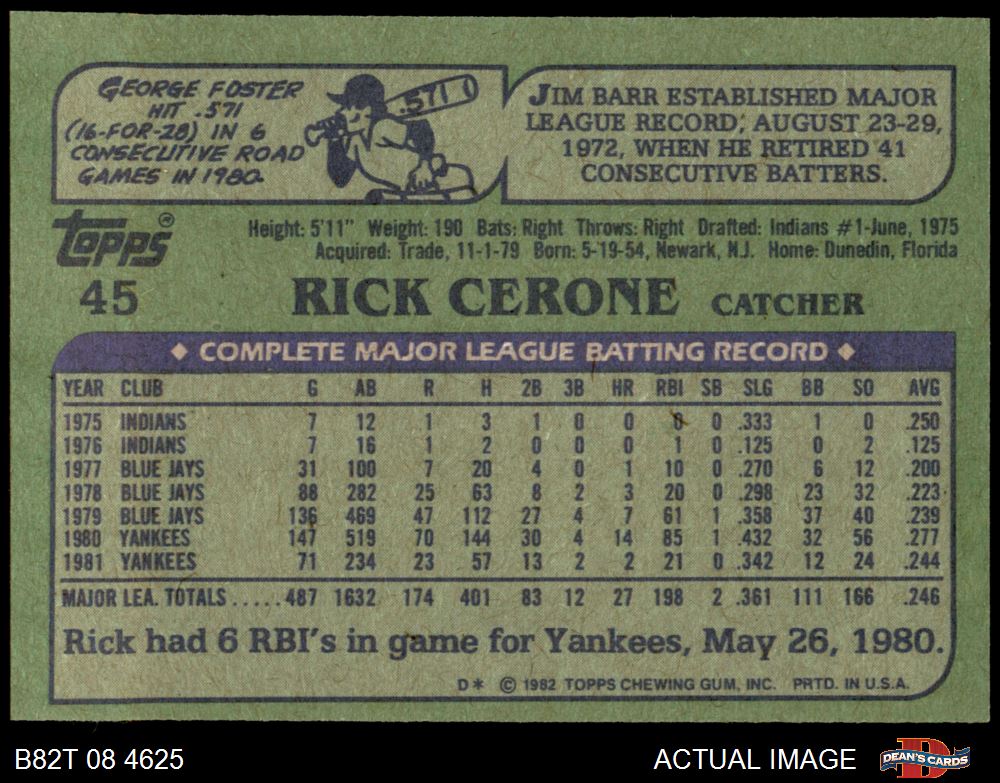 GEORGE FOSTER
HIT .571
(16-FOR-28) IN 6
CONSECUTIVE ROAD
GAMES IN 1980.
.571
JIM BARR ESTABLISHED MAJOR
LEAGUE RECORD, AUGUST 23-29,
1972, WHEN HE RETIRED 41
CONSECUTIVE BATTERS.
Topps®
Height: 5'11" Weight: 190 Bats: Right Throws: Right Drafted: Indians #1-June, 1975
Acquired: Trade, 11-1-79 Born: 5-19-54, Newark, N.J. Home: Dunedin, Florida
45 RICK CERONE CATCHER
◆ COMPLETE MAJOR LEAGUE BATTING RECORD ◆
YEAR CLUB G AB R H 2B 3B HR RBI SB SLG BB SO AVG
1975 INDIANS 7 12 1 3 1 0 0 0 0 .333 1 0 .250
1976 INDIANS 7 16 1 2 0 0 0 1 0 .125 0 2 .125
1977 BLUE JAYS 31 100 7 20 4 0 1 10 0 .270 6 12 .200
1978 BLUE JAYS 88 282 25 63 8 2 3 20 0 .298 23 32 .223
1979 BLUE JAYS 136 469 47 112 27 4 7 61 1 .358 37 40 .239
1980 YANKEES 147 519 70 144 30 4 14 85 1 .432 32 56 .277
1981 YANKEES 71 234 23 57 13 2 2 21 0 .342 12 24 .244
MAJOR LEA. TOTALS.....487 1632 174 401 83 12 27 198 2 .361 111 166 .246
Rick had 6 RBI's in game for Yankees, May 26, 1980.
D* © 1982 TOPPS CHEWING GUM, INC. PRTD. IN U.S.A.
B82T 08 4625 ACTUAL IMAGE DEAN'S CARDS